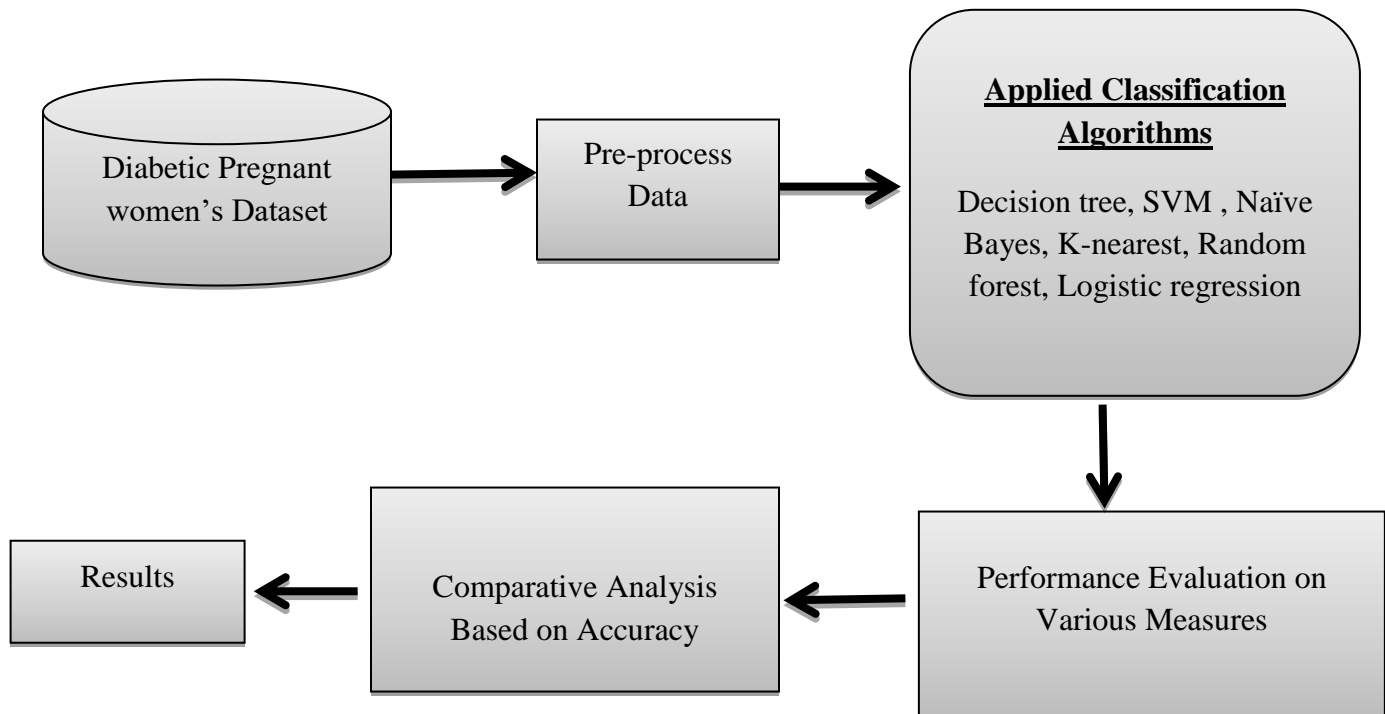 Diabetic Pregnant
women’s Dataset
Pre-process
Data
Applied Classification
Algorithms
Decision tree, SVM , Naïve
Bayes, K-nearest, Random
forest, Logistic regression
Performance Evaluation on
Various Measures
Comparative Analysis
Based on Accuracy
Results